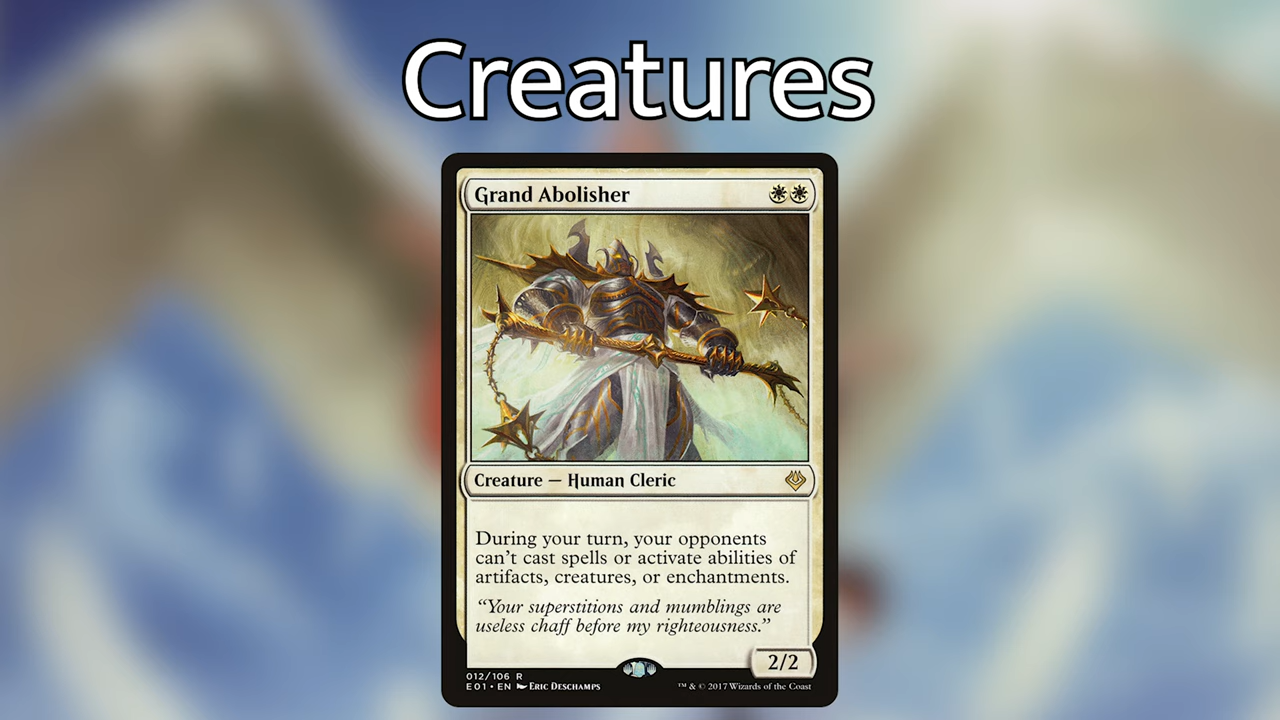 Creatures
Grand Abolisher
Creature — Human Cleric
During your turn, your opponents
can't cast spells or activate abilities of
artifacts, creatures, or enchantments.
“Your superstitions and mumblings are
useless chaff before my righteousness.”
2/2
012/106 R
E01 • EN Eric Deschamps
™ & © 2017 Wizards of the Coast